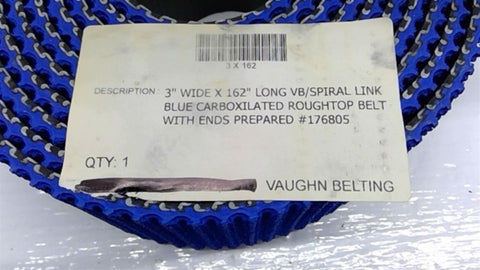 3 X 162
DESCRIPTION: 3" WIDE X 162" LONG VB/SPIRAL LINK
BLUE CARBOXILATED ROUGHTOP BELT
WITH ENDS PREPARED #176805
QTY: 1
VAUGHN BELTING